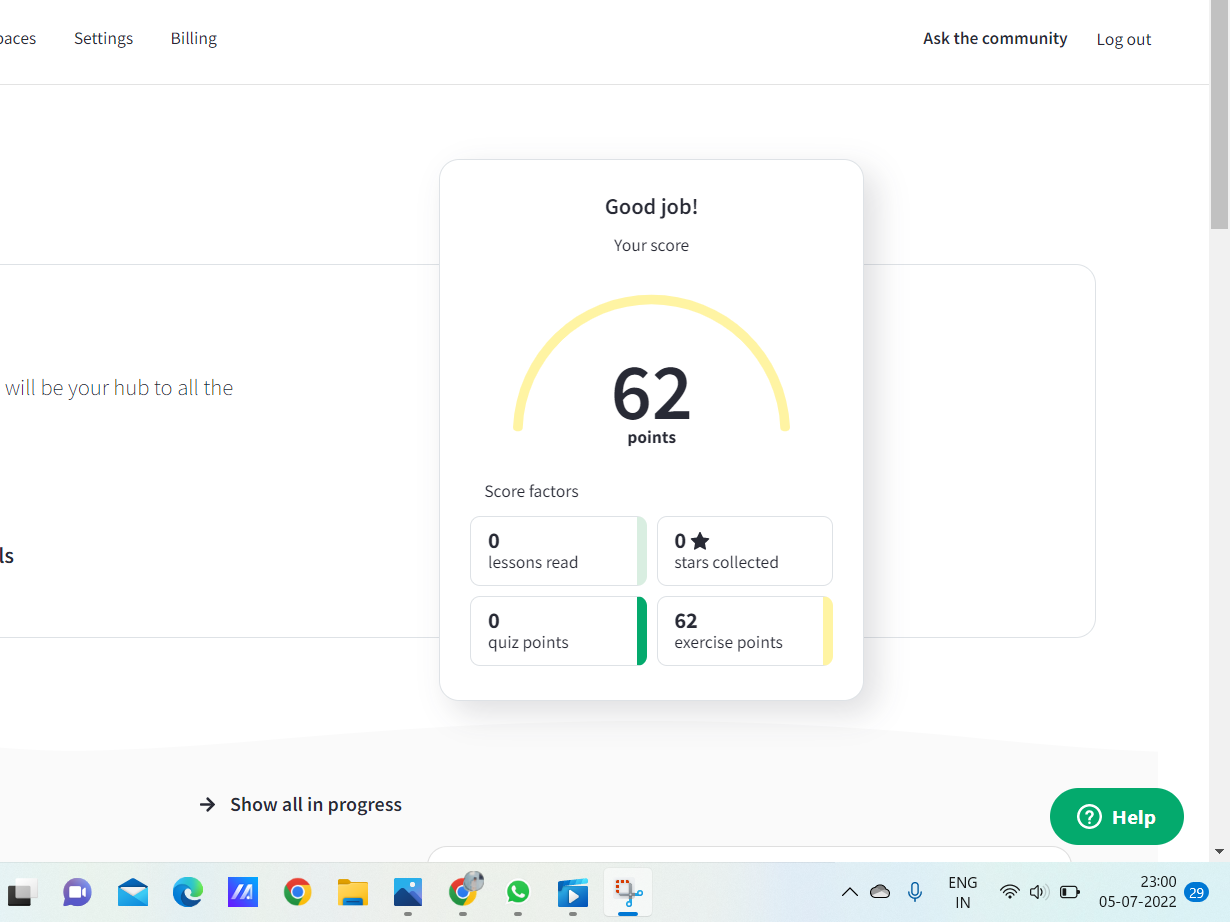 Settings Billing Ask the community Log out
Good job!
Your score
62
points
will be your hub to all the
Score factors
0
lessons read
0
stars collected
0
quiz points
62
exercise points
ls
Show all in progress
Help
ENG
IN
23:00
05-07-2022
29